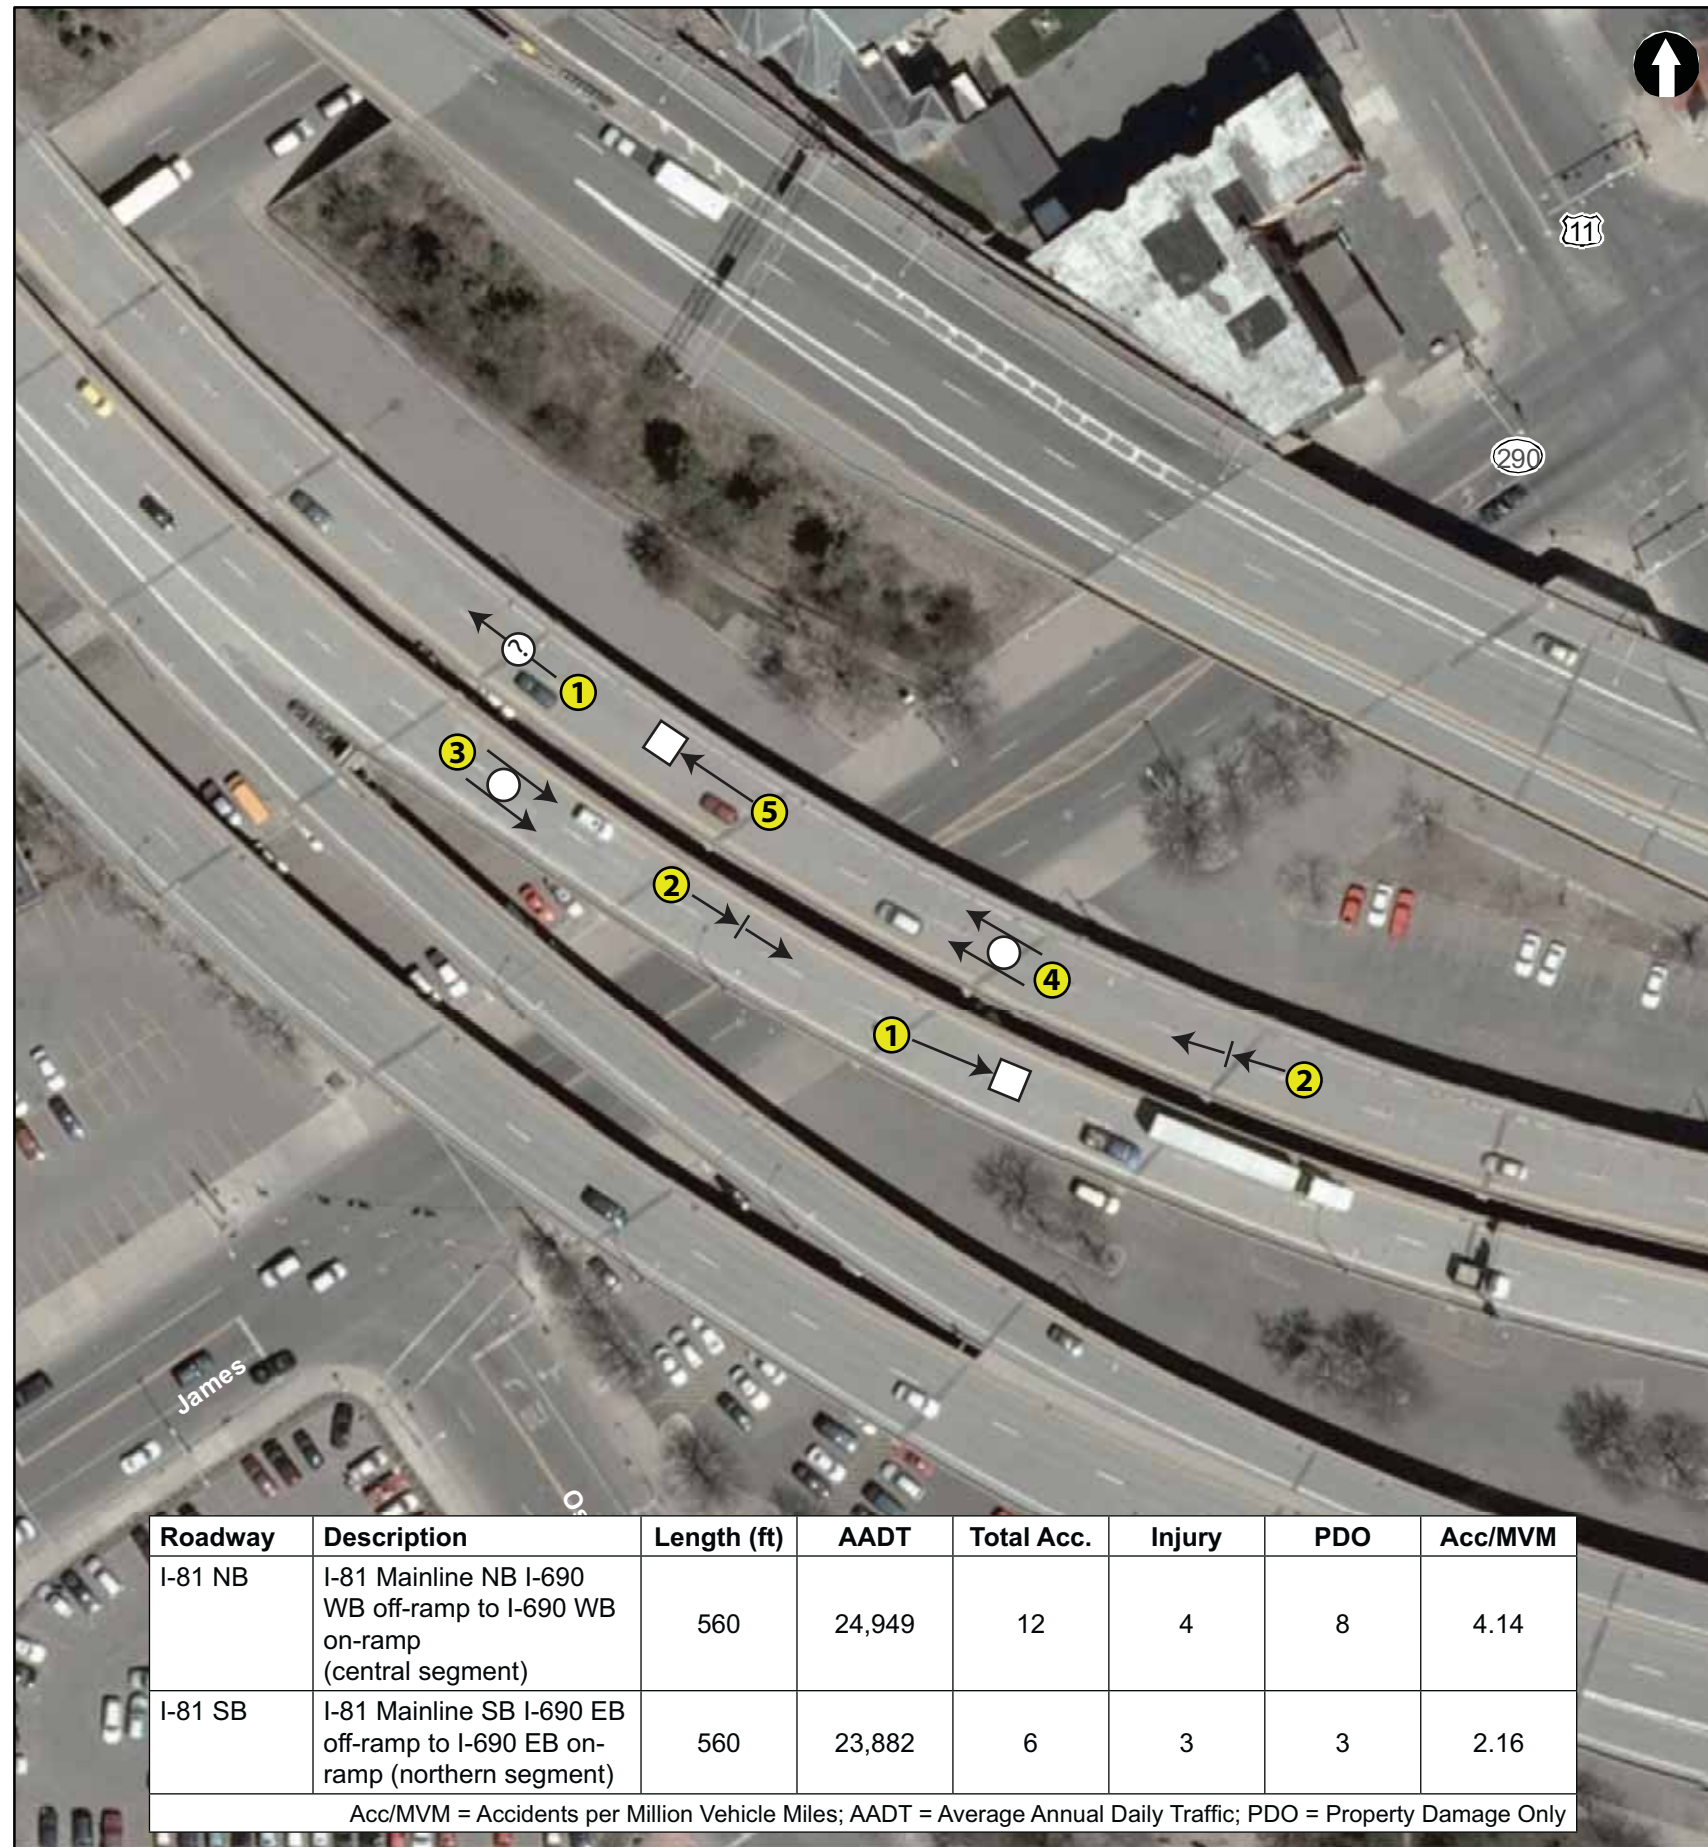 11
290
?
1
3
5
2
4
1
2
James
Os
Roadway Description Length (ft) AADT Total Acc. Injury PDO Acc/MVM
I-81 NB I-81 Mainline NB I-690
WB off-ramp to I-690 WB
on-ramp
(central segment) 560 24,949 12 4 8 4.14
I-81 SB I-81 Mainline SB I-690 EB
off-ramp to I-690 EB on-
ramp (northern segment) 560 23,882 6 3 3 2.16
Acc/MVM = Accidents per Million Vehicle Miles; AADT = Average Annual Daily Traffic; PDO = Property Damage Only